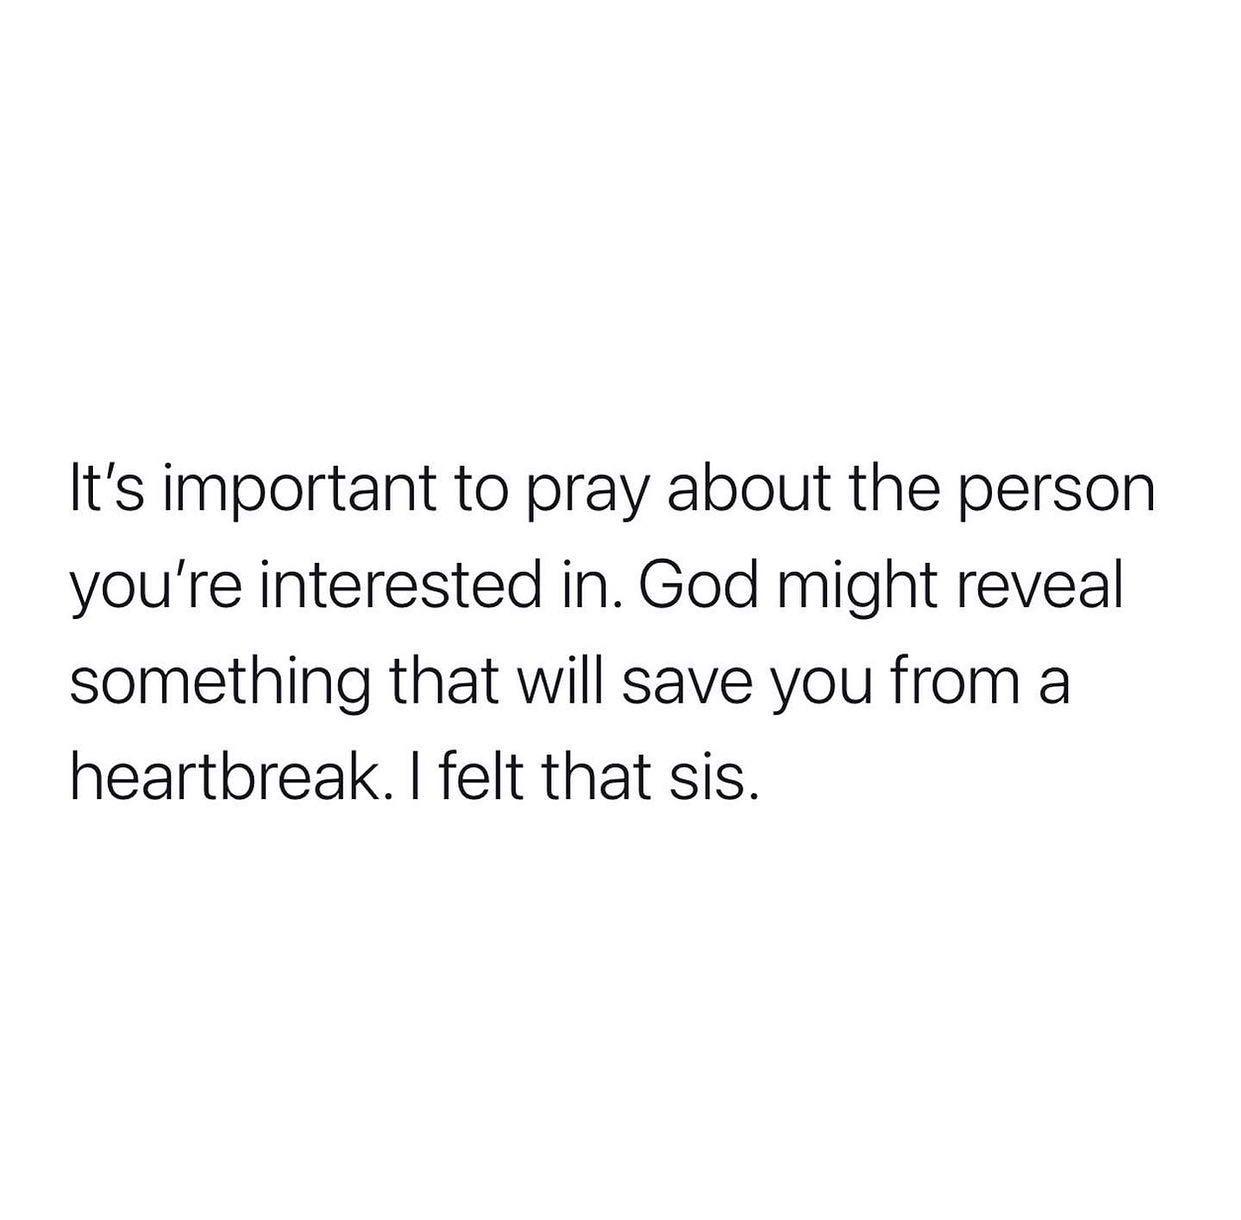 It’s important to pray about the person
you’re interested in. God might reveal
something that will save you from a
heartbreak. I felt that sis.